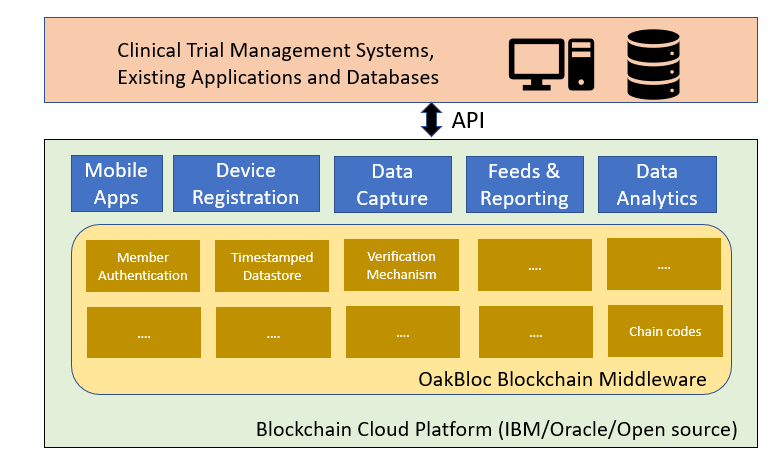 Clinical Trial Management Systems,
Existing Applications and Databases
API
Mobile
Apps
Device
Registration
Data
Capture
Feeds &
Reporting
Data
Analytics
Member
Authentication
Timestamped
Datastore
Verification
Mechanism
....
....
....
....
....
....
Chain codes
OakBloc Blockchain Middleware
Blockchain Cloud Platform (IBM/Oracle/Open source)